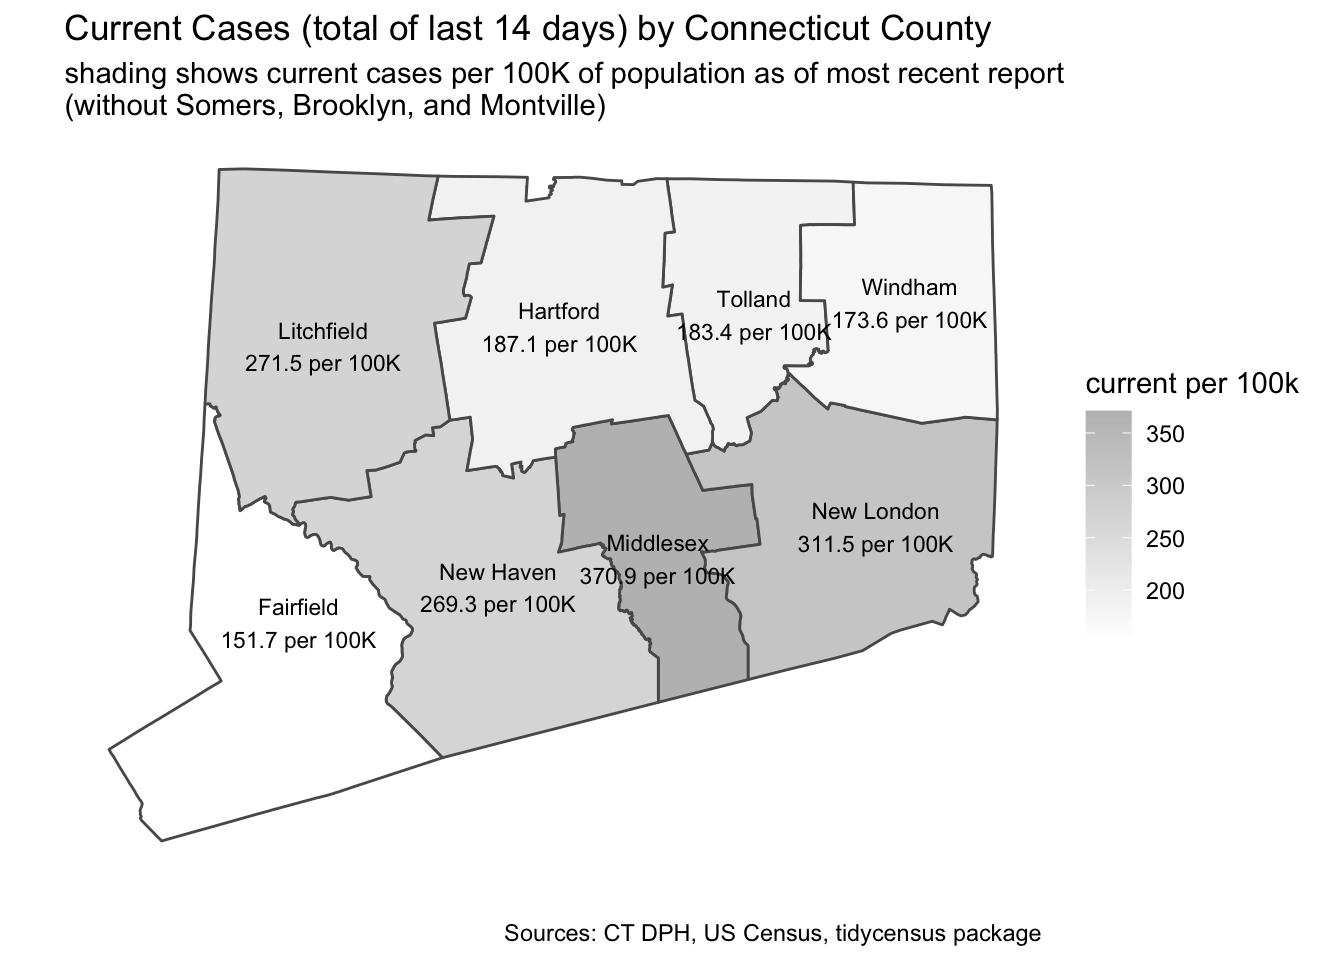 Current Cases (total of last 14 days) by Connecticut County
shading shows current cases per 100K of population as of most recent report
(without Somers, Brooklyn, and Montville)
Windham
173.6 per 100K
Tolland
183.4 per 100K
Hartford
187.1 per 100K
Litchfield
271.5 per 100K
current per 100k
350
300
250
200
New London
311.5 per 100K
Middlesex
370.9 per 100K
New Haven
269.3 per 100K
Fairfield
151.7 per 100K
Sources: CT DPH, US Census, tidycensus package